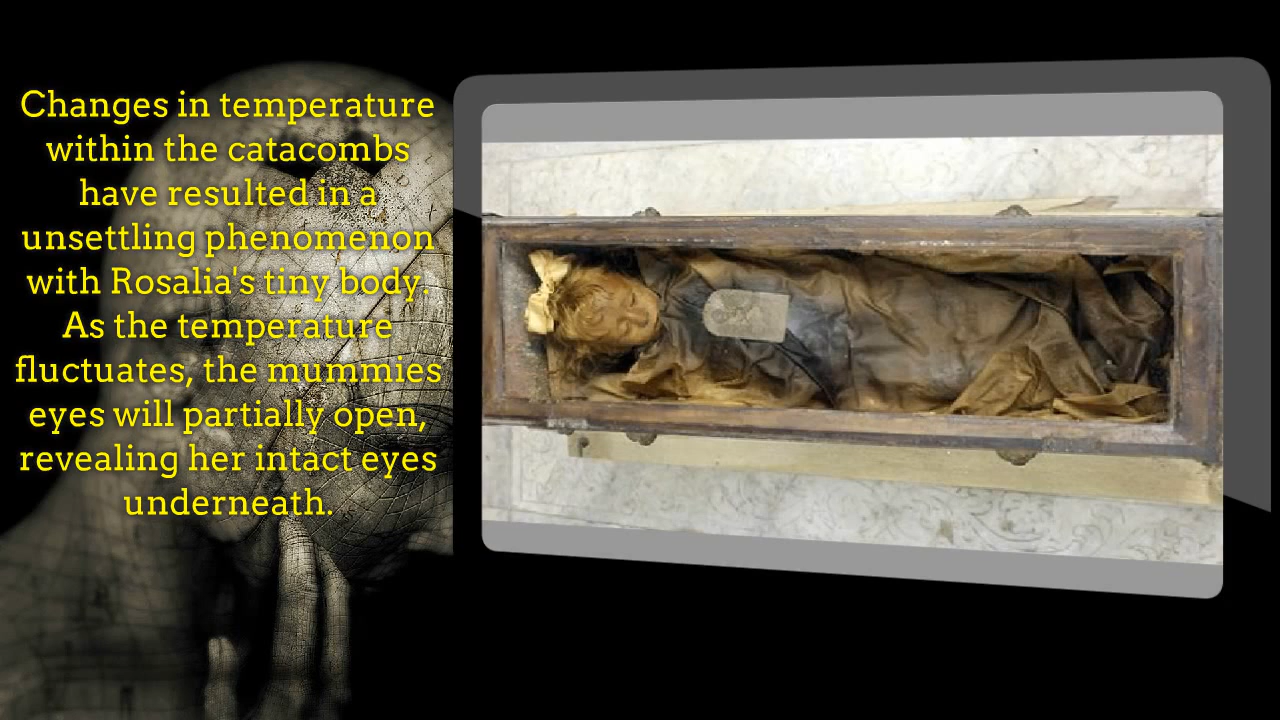 Changes in temperature
within the catacombs
have resulted in a
unsettling phenomenon
with Rosalia's tiny body.
As the temperature
fluctuates, the mummies
eyes will partially open,
revealing her intact eyes
underneath.